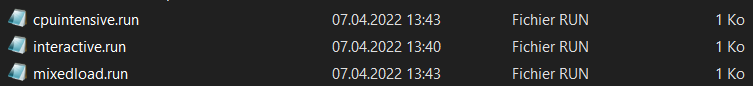 cpuintensive.run 07.04.2022 13:43 Fichier RUN 1 Ko
interactive.run 07.04.2022 13:40 Fichier RUN 1 Ko
mixedload.run 07.04.2022 13:43 Fichier RUN 1 Ko